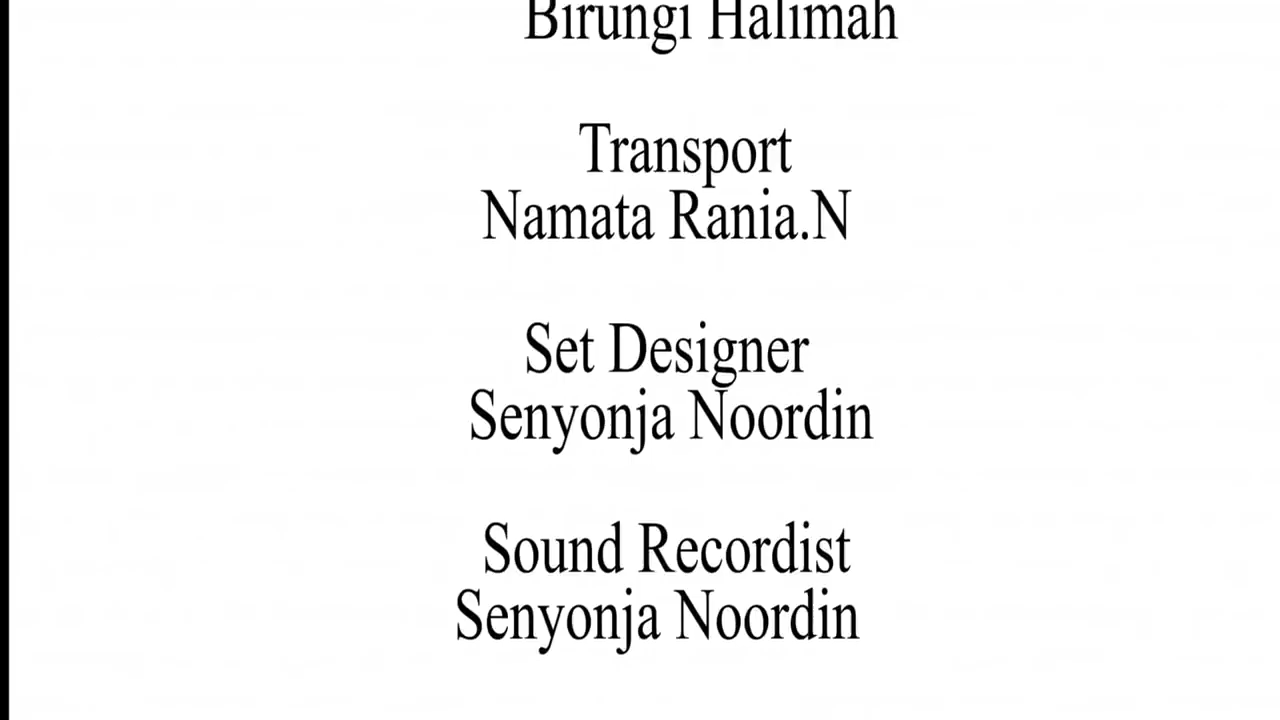 Birungi Halimah
Transport
Namata Rania.N
Set Designer
Senyonja Noordin
Sound Recordist
Senyonja Noordin